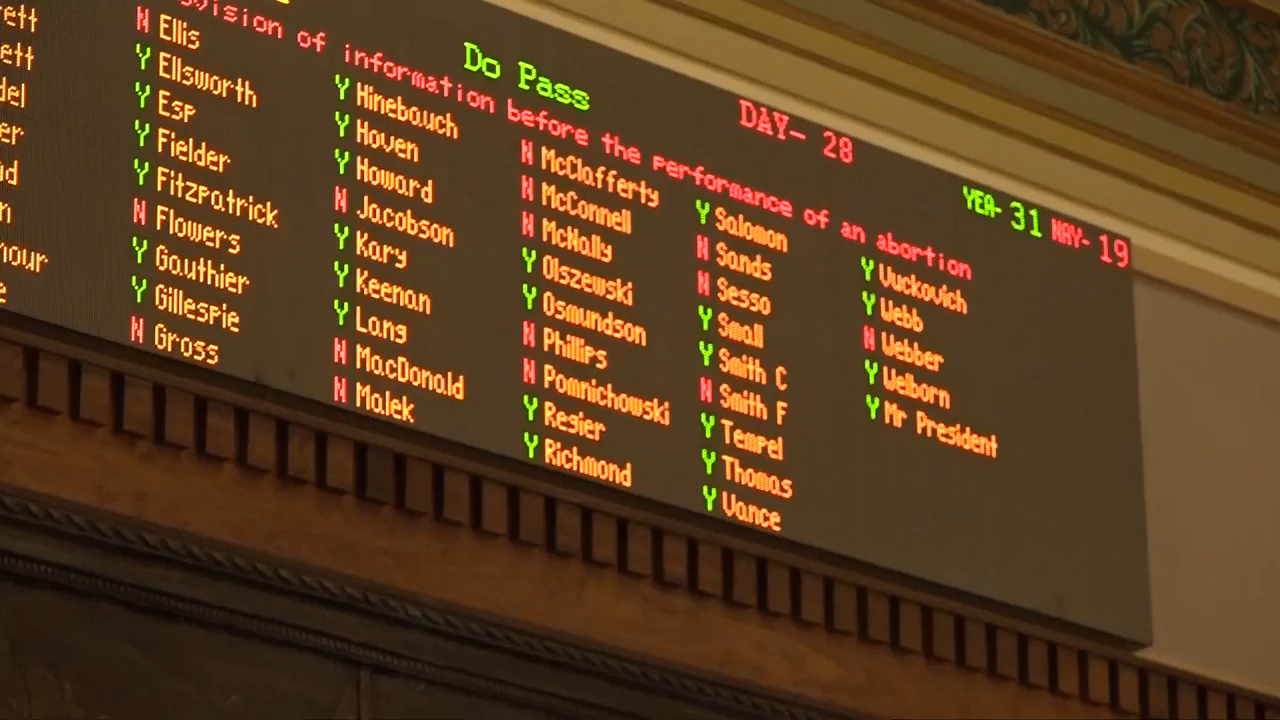 Do Pass
DAY- 28
YEA- 31 NAY- 19
of information before the performance of an abortion
N Ellis
Y Ellsworth
Y Esp
Y Fielder
Y Fitzpatrick
N Flowers
Y Gauthier
Y Gillespie
N Gross
Y Hinebauch
Y Hoven
Y Howard
N Jacobson
Y Kary
Y Keenan
Y Lang
N MacDonald
N Malek
N McClafferty
N McConnell
N McNally
Y Olszewski
Y Osmundson
N Phillips
N Pomnichowski
Y Regier
Y Richmond
Y Salomon
N Sands
N Sesso
Y Small
Y Smith C
N Smith F
Y Tempel
Y Thomas
Y Vance
Y Vuckovich
Y Webb
N Webber
Y Welborn
Y Mr President